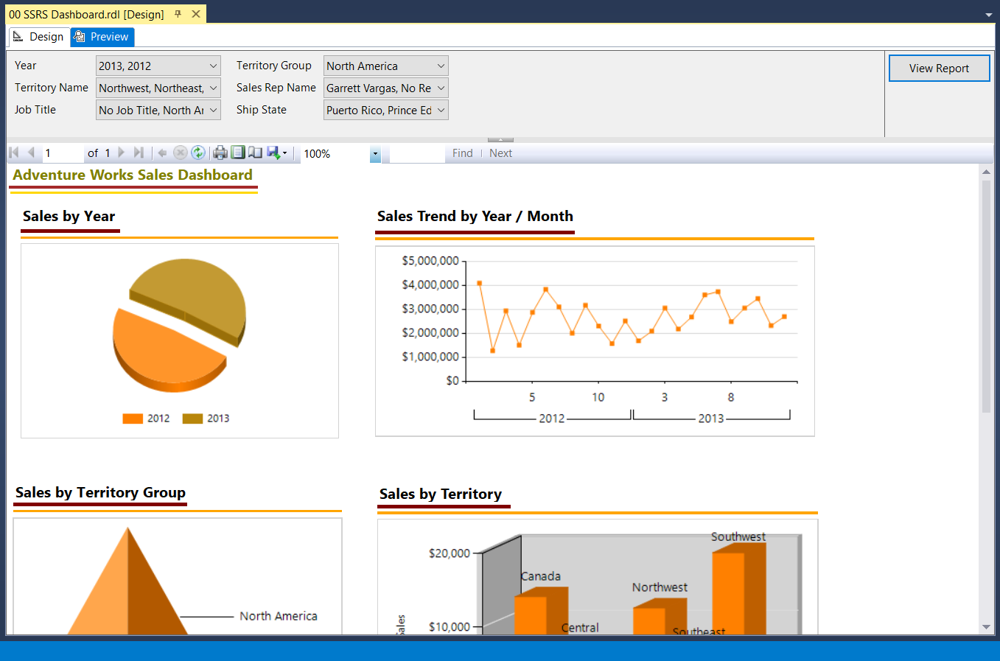 00 SSRS Dashboard.rdl [Design]
Design Preview
Year 2013, 2012 Territory Group North America View Report
Territory Name Northwest, Northeast, Sales Rep Name Garrett Vargas, No Re
Job Title No Job Title, North Ar Ship State Puerto Rico, Prince Ed
1 of 1 100% Find Next
Adventure Works Sales Dashboard
Sales by Year
2012 2013
Sales Trend by Year / Month
$5,000,000
$4,000,000
$3,000,000
$2,000,000
$1,000,000
$0
5 10 3 8
2012 2013
Sales by Territory Group
North America
Sales by Territory
Southwest
$20,000
Canada
Northwest
$10,000
Central
Southeast
ales